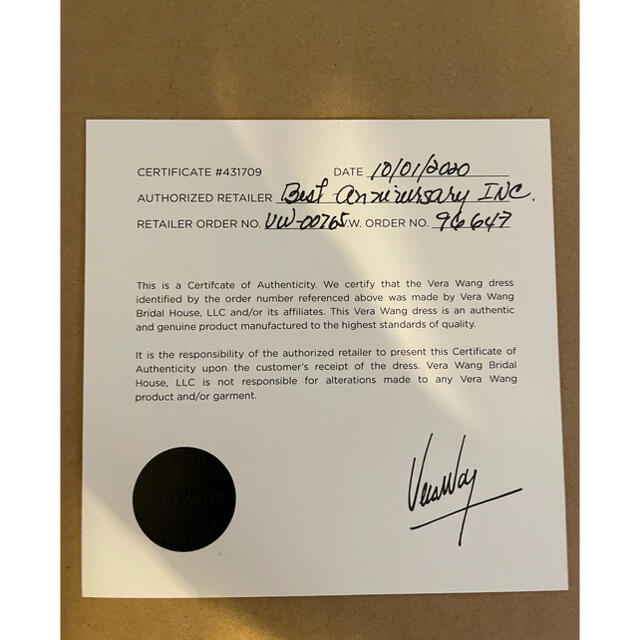 CERTIFICATE #431709 DATE 10/01/2020
AUTHORIZED RETAILER Best Anniversary INC.
RETAILER ORDER NO. VW-00765 V.W. ORDER NO. 96647
This is a Certifcate of Authenticity. We certify that the Vera Wang dress
identified by the order number referenced above was made by Vera Wang
Bridal House, LLC and/or its affiliates. This Vera Wang dress is an authentic
and genuine product manufactured to the highest standards of quality.
It is the responsibility of the authorized retailer to present this Certificate of
Authenticity upon the customer's receipt of the dress. Vera Wang Bridal
House, LLC is not responsible for alterations made to any Vera Wang
product and/or garment.
Vera Wang